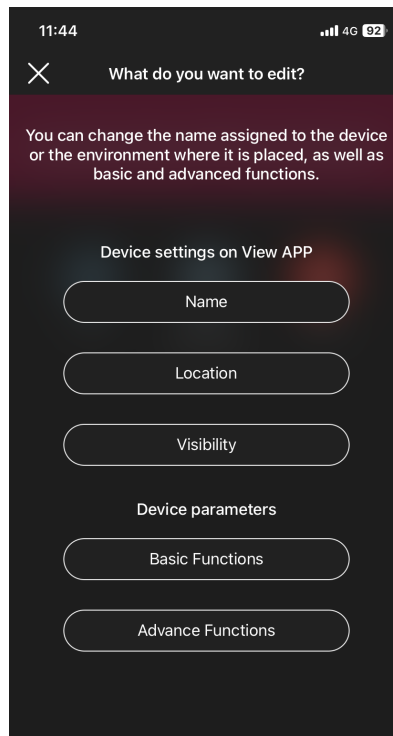 11:44
4G 92
What do you want to edit?
You can change the name assigned to the device
or the environment where it is placed, as well as
basic and advanced functions.
Device settings on View APP
Name
Location
Visibility
Device parameters
Basic Functions
Advance Functions